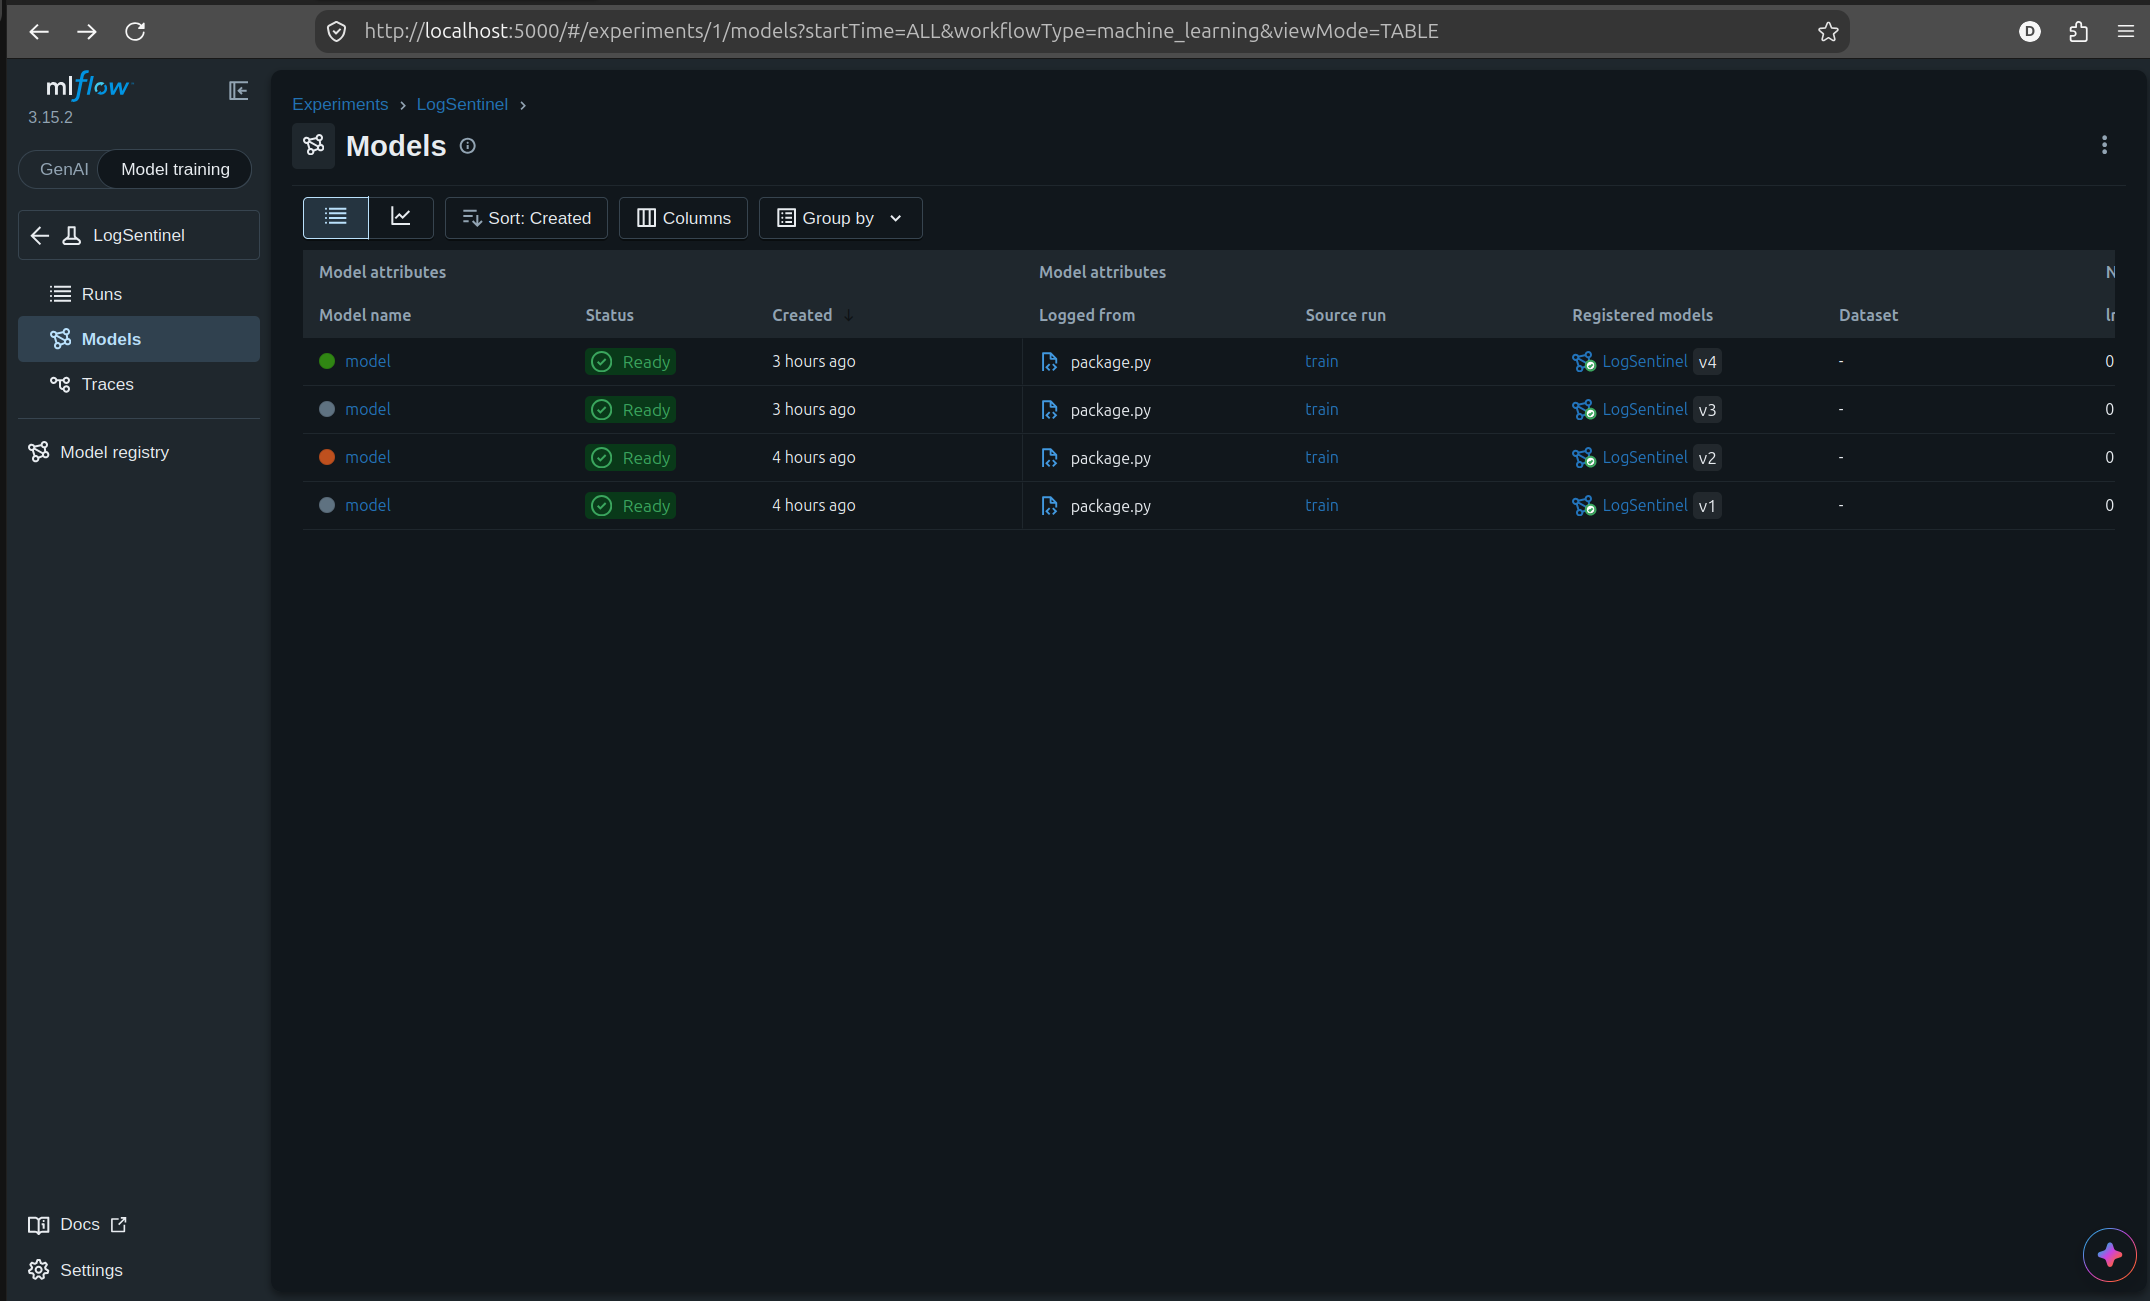 http://localhost:5000/#/experiments/1/models?startTime=ALL&workflowType=machine_learning&viewMode=TABLE
D
mlflow
3.15.2
GenAI
Model training
LogSentinel
Runs
Models
Traces
Model registry
Docs
Settings
Experiments > LogSentinel >
Models
Sort: Created
Columns
Group by
Model attributes Model attributes N
Model name Status Created Logged from Source run Registered models Dataset
model Ready 3 hours ago package.py train LogSentinel v4 - 0
model Ready 3 hours ago package.py train LogSentinel v3 - 0
model Ready 4 hours ago package.py train LogSentinel v2 - 0
model Ready 4 hours ago package.py train LogSentinel v1 - 0